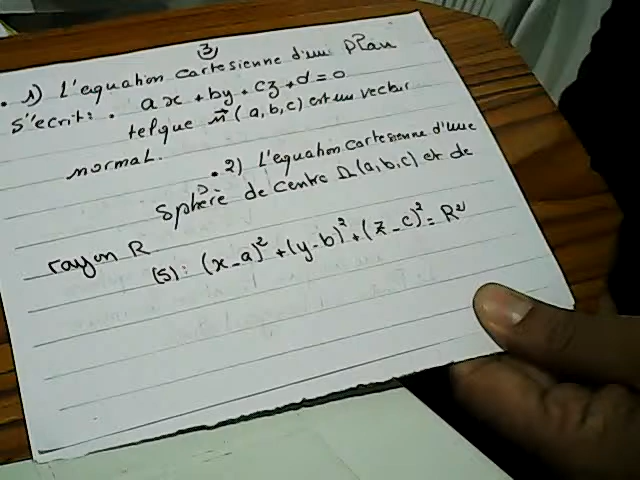 3
. 1) L'equation cartesienne d'un plan
s'ecrit : . ax + by + cz + d = 0
telque n⃗ (a, b, c) est un vecteur
normal.
. 2) L'equation cartesienne d'une
sphère de centre Ω(a, b, c) et de
rayon R
(S) : (x - a)² + (y - b)² + (z - c)² = R²